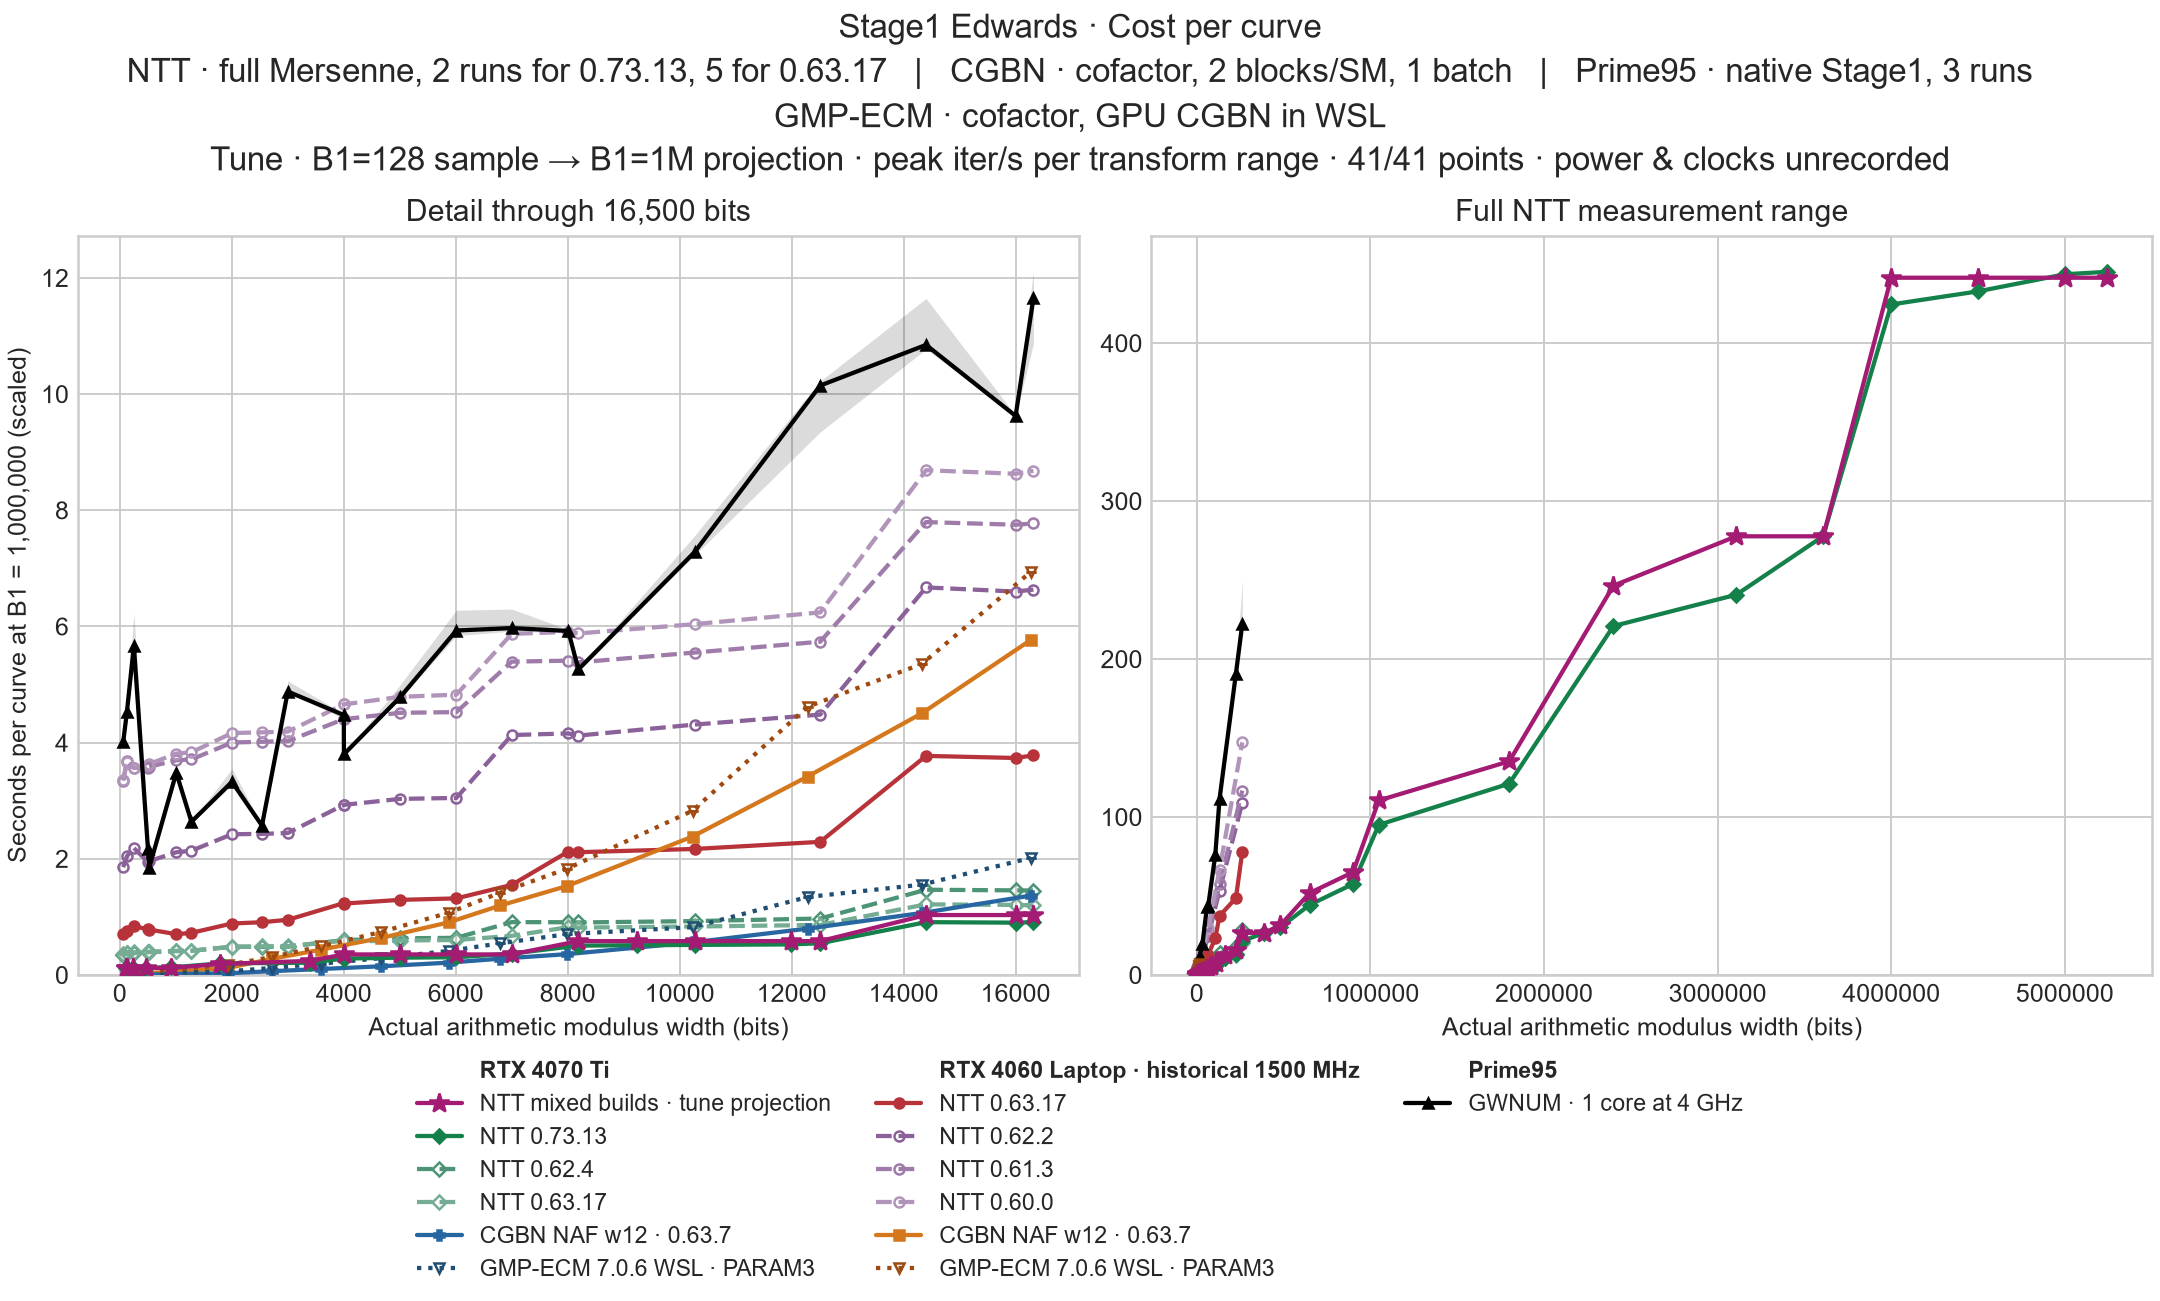 Stage1 Edwards · Cost per curve
NTT · full Mersenne, 2 runs for 0.73.13, 5 for 0.63.17 | CGBN · cofactor, 2 blocks/SM, 1 batch | Prime95 · native Stage1, 3 runs
GMP-ECM · cofactor, GPU CGBN in WSL
Tune · B1=128 sample → B1=1M projection · peak iter/s per transform range · 41/41 points · power & clocks unrecorded
Detail through 16,500 bits
Seconds per curve at B1 = 1,000,000 (scaled)
12
10
8
6
4
2
0
0 2000 4000 6000 8000 10000 12000 14000 16000
Actual arithmetic modulus width (bits)
Full NTT measurement range
400
300
200
100
0
0 1000000 2000000 3000000 4000000 5000000
Actual arithmetic modulus width (bits)
RTX 4070 Ti
NTT mixed builds · tune projection
NTT 0.73.13
NTT 0.62.4
NTT 0.63.17
CGBN NAF w12 · 0.63.7
GMP-ECM 7.0.6 WSL · PARAM3
RTX 4060 Laptop · historical 1500 MHz
NTT 0.63.17
NTT 0.62.2
NTT 0.61.3
NTT 0.60.0
CGBN NAF w12 · 0.63.7
GMP-ECM 7.0.6 WSL · PARAM3
Prime95
GWNUM · 1 core at 4 GHz